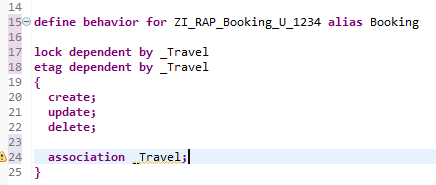 14
15 define behavior for ZI_RAP_Booking_U_1234 alias Booking
16
17 lock dependent by _Travel
18 etag dependent by _Travel
19 {
20 create;
21 update;
22 delete;
23
24 association _Travel;
25 }